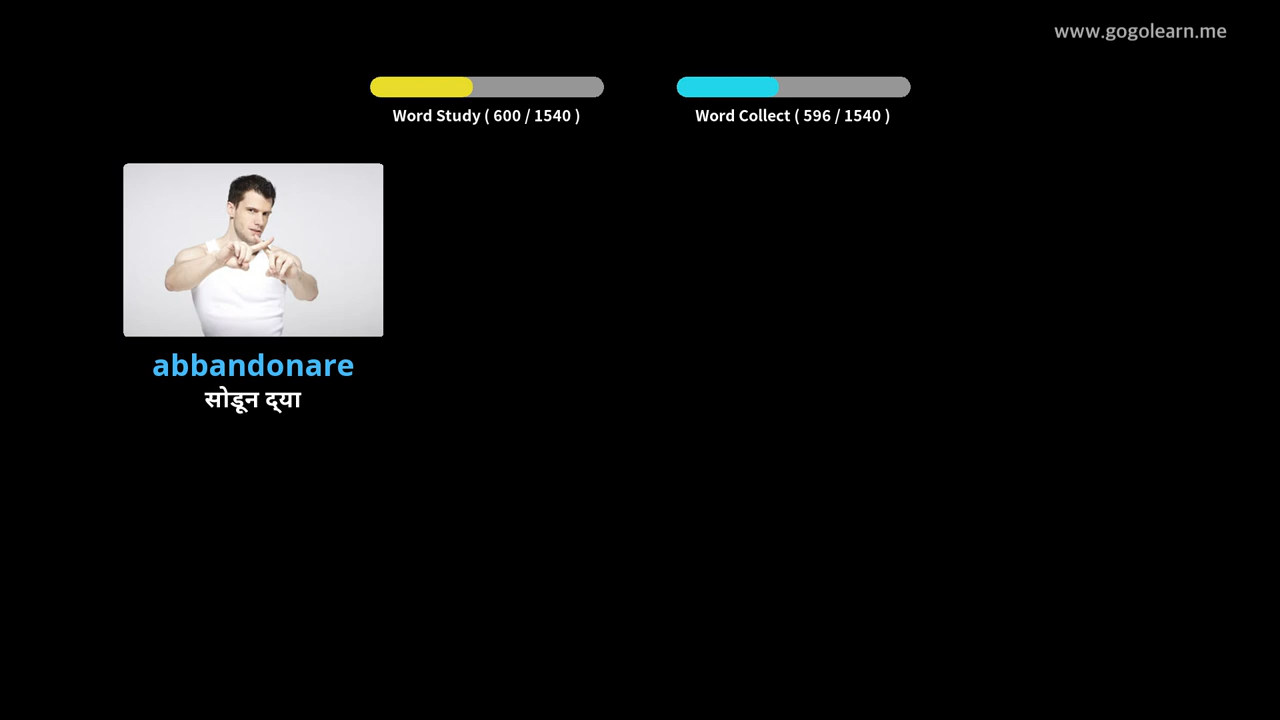 www.gogolearn.me
Word Study ( 600 / 1540 )
Word Collect ( 596 / 1540 )
abbandonare
सोडून द्या